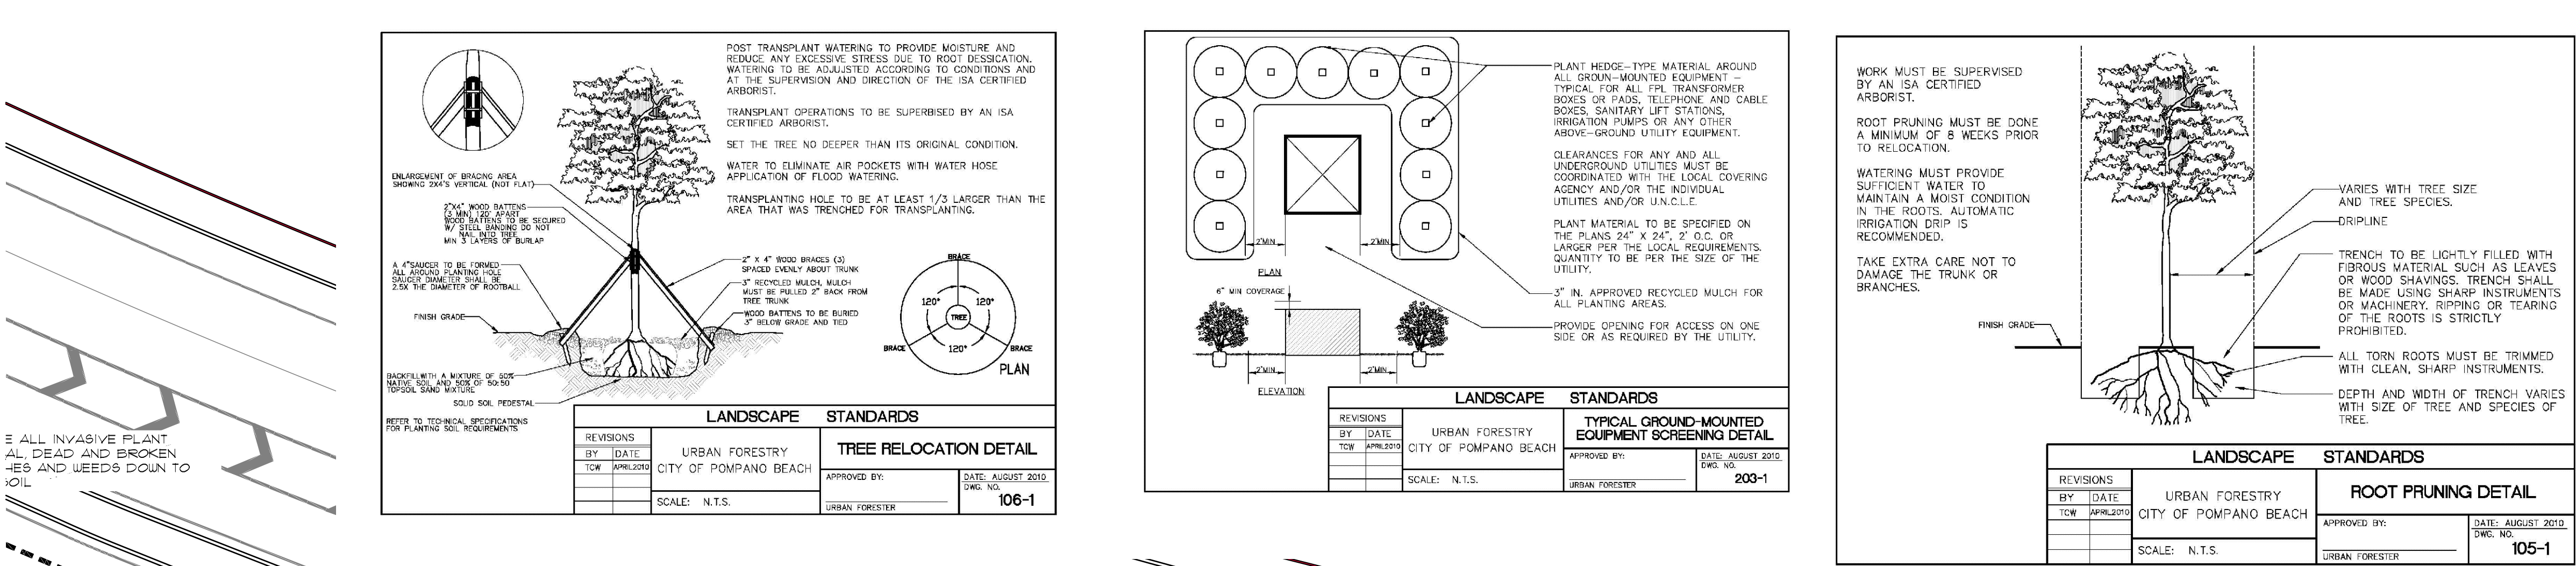 E ALL INVASIVE PLANT
AL, DEAD AND BROKEN
HES AND WEEDS DOWN TO
SOIL
POST TRANSPLANT WATERING TO PROVIDE MOISTURE AND
REDUCE ANY EXCESSIVE STRESS DUE TO ROOT DESSICATION.
WATERING TO BE ADJUUSTED ACCORDING TO CONDITIONS AND
AT THE SUPERVISION AND DIRECTION OF THE ISA CERTIFIED
ARBORIST.
TRANSPLANT OPERATIONS TO BE SUPERBISED BY AN ISA
CERTIFIED ARBORIST.
SET THE TREE NO DEEPER THAN ITS ORIGINAL CONDITION.
WATER TO ELIMINATE AIR POCKETS WITH WATER HOSE
APPLICATION OF FLOOD WATERING.
TRANSPLANTING HOLE TO BE AT LEAST 1/3 LARGER THAN THE
AREA THAT WAS TRENCHED FOR TRANSPLANTING.
ENLARGEMENT OF BRACING AREA
SHOWING 2X4'S VERTICAL (NOT FLAT)
2"X4" WOOD BATTENS
(3 MIN) 120° APART
WOOD BATTENS TO BE SECURED
W/ STEEL BANDING DO NOT
NAIL INTO TREE
MIN 3 LAYERS OF BURLAP
A 4"SAUCER TO BE FORMED
ALL AROUND PLANTING HOLE
SAUCER DIAMETER SHALL BE
2.5X THE DIAMETER OF ROOTBALL
FINISH GRADE
2" X 4" WOOD BRACES (3)
SPACED EVENLY ABOUT TRUNK
3" RECYCLED MULCH, MULCH
MUST BE PULLED 2" BACK FROM
TREE TRUNK
WOOD BATTENS TO BE BURIED
3" BELOW GRADE AND TIED
BRACE
120°
120°
TREE
120°
BRACE
BRACE
PLAN
BACKFILLWITH A MIXTURE OF 50%
NATIVE SOIL AND 50% OF 50:50
TOPSOIL SAND MIXTURE
SOLID SOIL PEDESTAL
REFER TO TECHNICAL SPECIFICATIONS
FOR PLANTING SOIL REQUIREMENTS
LANDSCAPE STANDARDS
REVISIONS
BY DATE
TCW APRIL2010
URBAN FORESTRY
CITY OF POMPANO BEACH
SCALE: N.T.S.
TREE RELOCATION DETAIL
APPROVED BY:
URBAN FORESTER
DATE: AUGUST 2010
DWG. NO.
106-1
PLANT HEDGE-TYPE MATERIAL AROUND
ALL GROUN-MOUNTED EQUIPMENT -
TYPICAL FOR ALL FPL TRANSFORMER
BOXES OR PADS, TELEPHONE AND CABLE
BOXES, SANITARY LIFT STATIONS,
IRRIGATION PUMPS OR ANY OTHER
ABOVE-GROUND UTILITY EQUIPMENT.
CLEARANCES FOR ANY AND ALL
UNDERGROUND UTILITIES MUST BE
COORDINATED WITH THE LOCAL COVERING
AGENCY AND/OR THE INDIVIDUAL
UTILITIES AND/OR U.N.C.L.E.
PLANT MATERIAL TO BE SPECIFIED ON
THE PLANS 24" X 24", 2' O.C. OR
LARGER PER THE LOCAL REQUIREMENTS.
QUANTITY TO BE PER THE SIZE OF THE
UTILITY.
3" IN. APPROVED RECYCLED MULCH FOR
ALL PLANTING AREAS.
PROVIDE OPENING FOR ACCESS ON ONE
SIDE OR AS REQUIRED BY THE UTILITY.
2'MIN.
2'MIN.
PLAN
6" MIN COVERAGE
2'MIN.
2'MIN.
ELEVATION
LANDSCAPE STANDARDS
REVISIONS
BY DATE
TCW APRIL2010
URBAN FORESTRY
CITY OF POMPANO BEACH
SCALE: N.T.S.
TYPICAL GROUND-MOUNTED
EQUIPMENT SCREENING DETAIL
APPROVED BY:
URBAN FORESTER
DATE: AUGUST 2010
DWG. NO.
203-1
WORK MUST BE SUPERVISED
BY AN ISA CERTIFIED
ARBORIST.
ROOT PRUNING MUST BE DONE
A MINIMUM OF 8 WEEKS PRIOR
TO RELOCATION.
WATERING MUST PROVIDE
SUFFICIENT WATER TO
MAINTAIN A MOIST CONDITION
IN THE ROOTS. AUTOMATIC
IRRIGATION DRIP IS
RECOMMENDED.
TAKE EXTRA CARE NOT TO
DAMAGE THE TRUNK OR
BRANCHES.
FINISH GRADE
VARIES WITH TREE SIZE
AND TREE SPECIES.
DRIPLINE
TRENCH TO BE LIGHTLY FILLED WITH
FIBROUS MATERIAL SUCH AS LEAVES
OR WOOD SHAVINGS. TRENCH SHALL
BE MADE USING SHARP INSTRUMENTS
OR MACHINERY. RIPPING OR TEARING
OF THE ROOTS IS STRICTLY
PROHIBITED.
ALL TORN ROOTS MUST BE TRIMMED
WITH CLEAN, SHARP INSTRUMENTS.
DEPTH AND WIDTH OF TRENCH VARIES
WITH SIZE OF TREE AND SPECIES OF
TREE.
LANDSCAPE STANDARDS
REVISIONS
BY DATE
TCW APRIL2010
URBAN FORESTRY
CITY OF POMPANO BEACH
SCALE: N.T.S.
ROOT PRUNING DETAIL
APPROVED BY:
URBAN FORESTER
DATE: AUGUST 2010
DWG. NO.
105-1